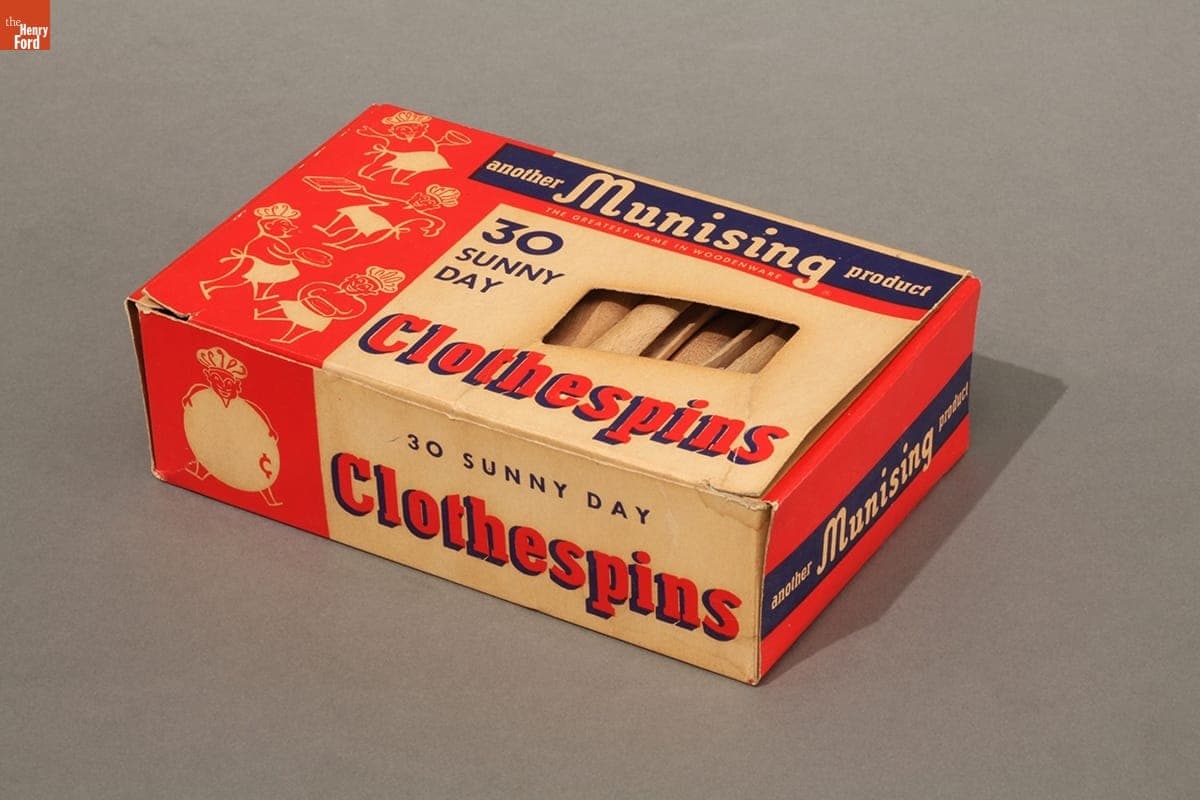 the
Henry
Ford
another Munising product
THE GREATEST NAME IN WOODENWARE
30
SUNNY
DAY
Clothespins
30 SUNNY DAY
Clothespins
¢
another Munising product